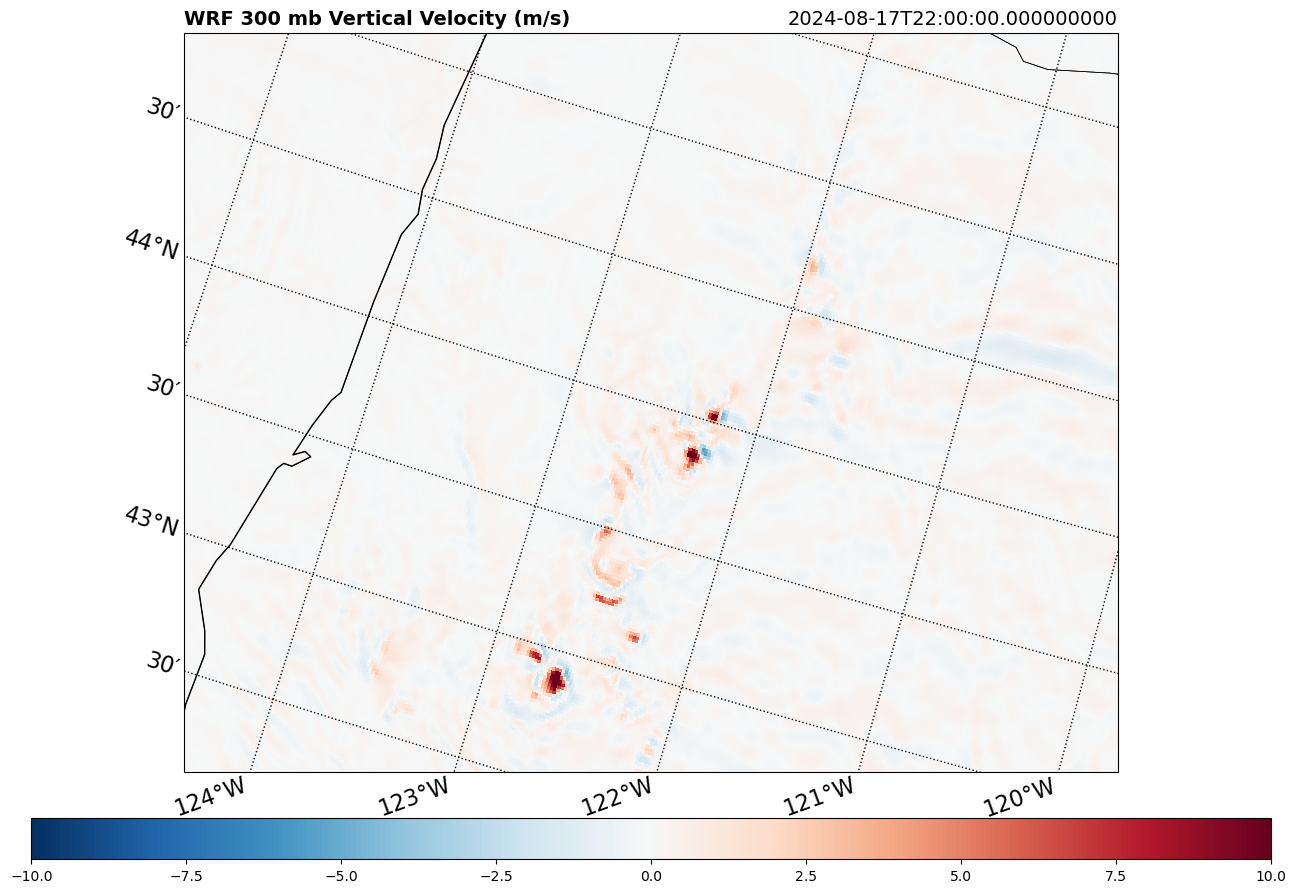 WRF 300 mb Vertical Velocity (m/s) 2024-08-17T22:00:00.000000000
30′
44°N
30′
43°N
30′
124°W 123°W 122°W 121°W 120°W
−10.0 −7.5 −5.0 −2.5 0.0 2.5 5.0 7.5 10.0